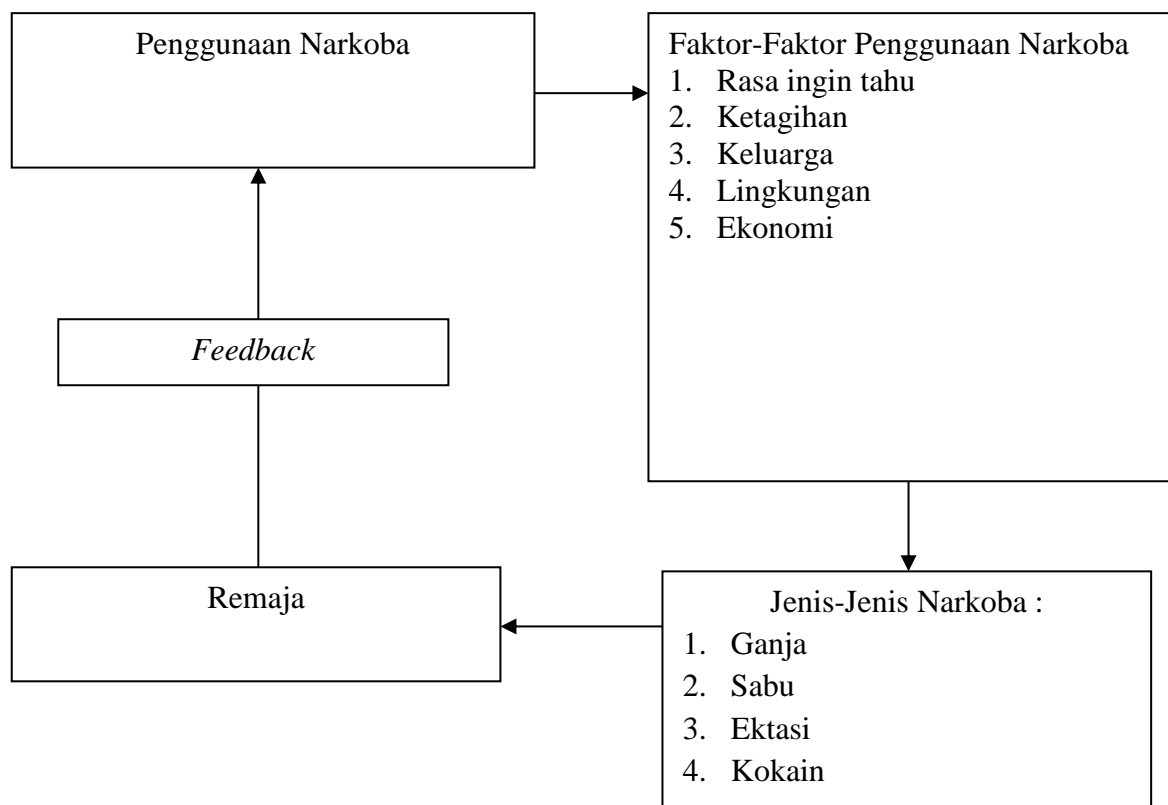 Penggunaan Narkoba
Faktor-Faktor Penggunaan Narkoba
1. Rasa ingin tahu
2. Ketagihan
3. Keluarga
4. Lingkungan
5. Ekonomi
Feedback
Remaja
Jenis-Jenis Narkoba :
1. Ganja
2. Sabu
3. Ektasi
4. Kokain